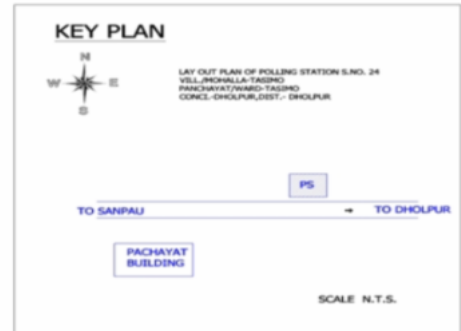 KEY PLAN
N
W E
S
LAY OUT PLAN OF POLLING STATION S.NO. 24
VILL./MOHALLA-TASIMO
PANCHAYAT/WARD-TASIMO
CONCI.-DHOLPUR,DIST.- DHOLPUR
PS
TO SANPAU → TO DHOLPUR
PACHAYAT
BUILDING
SCALE N.T.S.